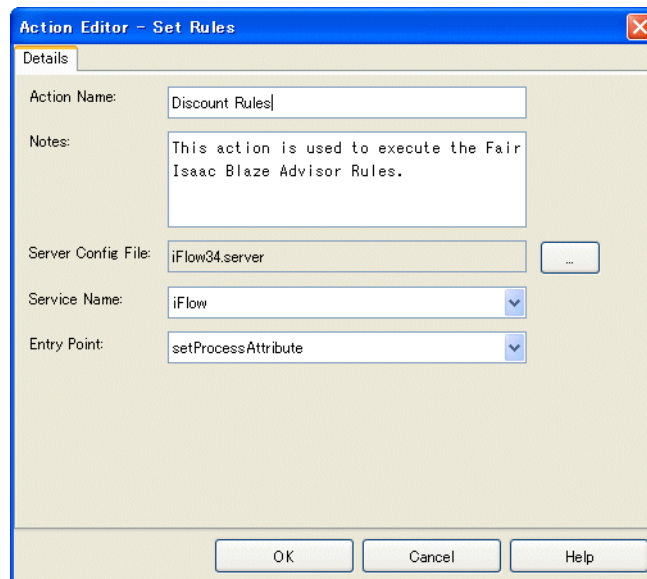 Action Editor - Set Rules
Details
Action Name:
Discount Rules
Notes:
This action is used to execute the Fair
Isaac Blaze Advisor Rules.
Server Config File:
iFlow34.server
...
Service Name:
iFlow
Entry Point:
setProcessAttribute
OK
Cancel
Help